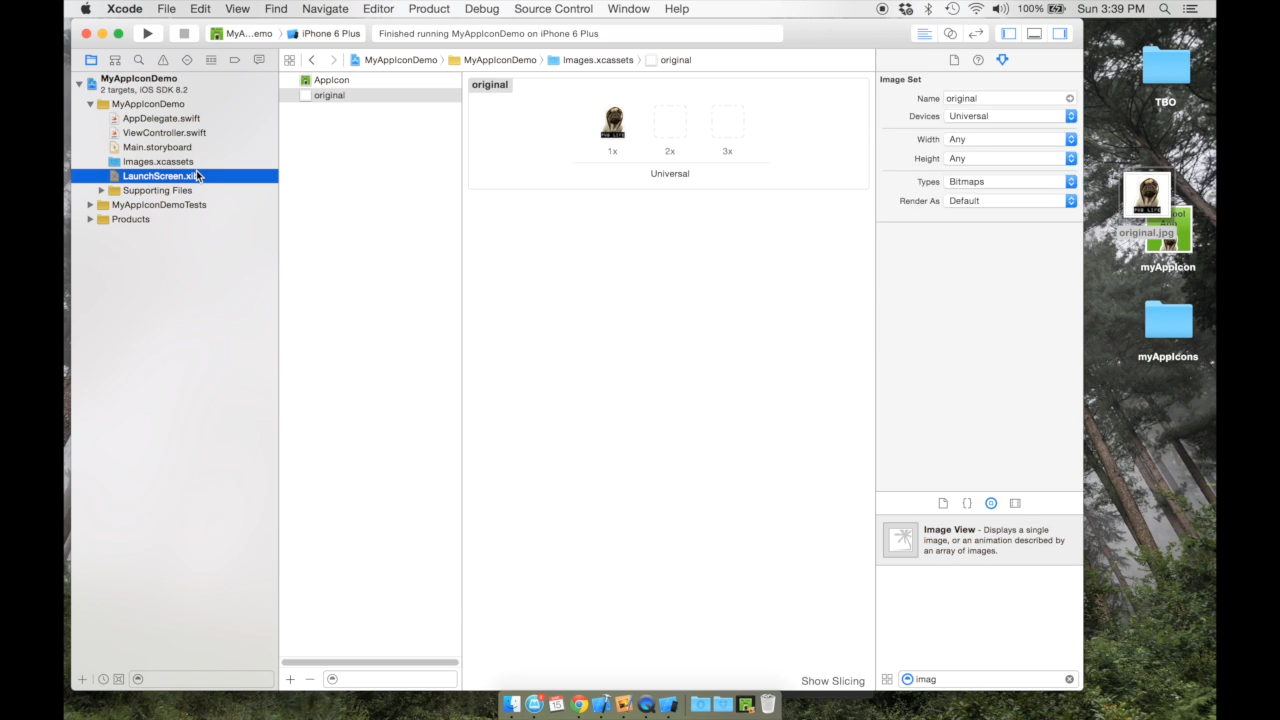 Xcode File Edit View Find Navigate Editor Product Debug Source Control Window Help
100% Sun 3:39 PM
MyA...emo iPhone 6 Plus Finished running MyAppIconDemo on iPhone 6 Plus
MyAppIconDemo
2 targets, iOS SDK 8.2
MyAppIconDemo
AppDelegate.swift
ViewController.swift
Main.storyboard
Images.xcassets
LaunchScreen.xib
Supporting Files
MyAppIconDemoTests
Products
MyAppIconDemo MyAppIconDemo Images.xcassets original
AppIcon
original
original
PUG LIFE
1x 2x 3x
Universal
Show Slicing
Image Set
Name original
Devices Universal
Width Any
Height Any
Types Bitmaps
Render As Default
Image View - Displays a single
image, or an animation described by
an array of images.
imag
TBO
PUG LIFE
original.jpg
myAppIcon
myAppIcons
15